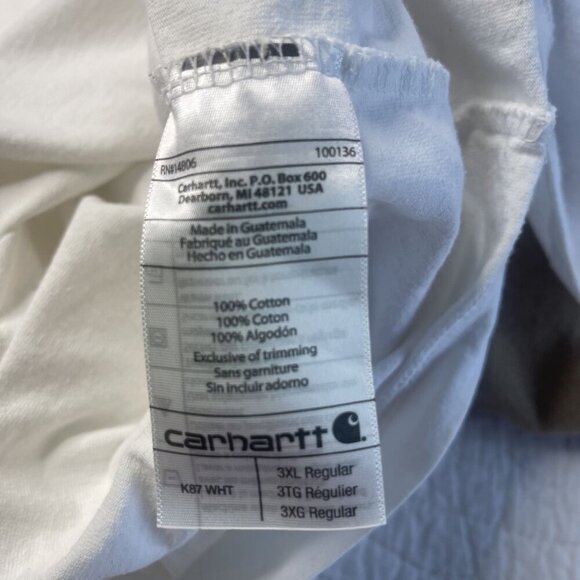 RN#14806 100136
Carhartt, Inc. P.O. Box 600
Dearborn, MI 48121 USA
carhartt.com
Made in Guatemala
Fabriqué au Guatemala
Hecho en Guatemala
100% Cotton
100% Coton
100% Algodón
Exclusive of trimming
Sans garniture
Sin incluir adorno
carhartt
K87 WHT
3XL Regular
3TG Régulier
3XG Regular